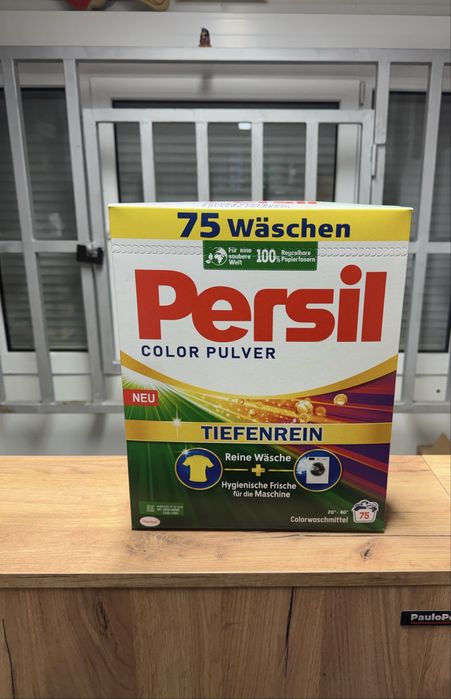 75 Wäschen
Für eine
saubere
Welt
100% Recycelbare
Papierfasern
Persil
COLOR PULVER
NEU
TIEFENREIN
Reine Wäsche
+
Hygienische Frische
für die Maschine
20°- 60°
Colorwaschmittel
75
Henkel